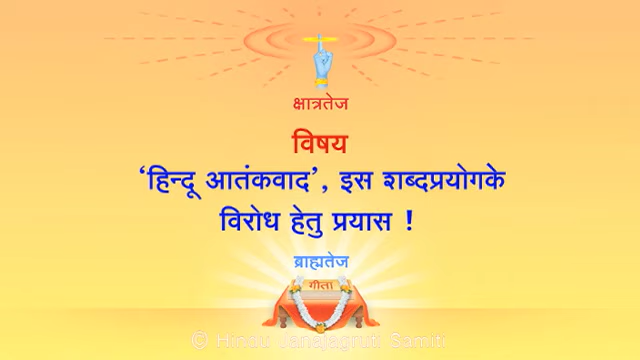 क्षात्रतेज
विषय
‘हिन्दू आतंकवाद’, इस शब्दप्रयोगके
विरोध हेतु प्रयास !
ब्राह्मतेज
गीता
© Hindu Janajagruti Samiti